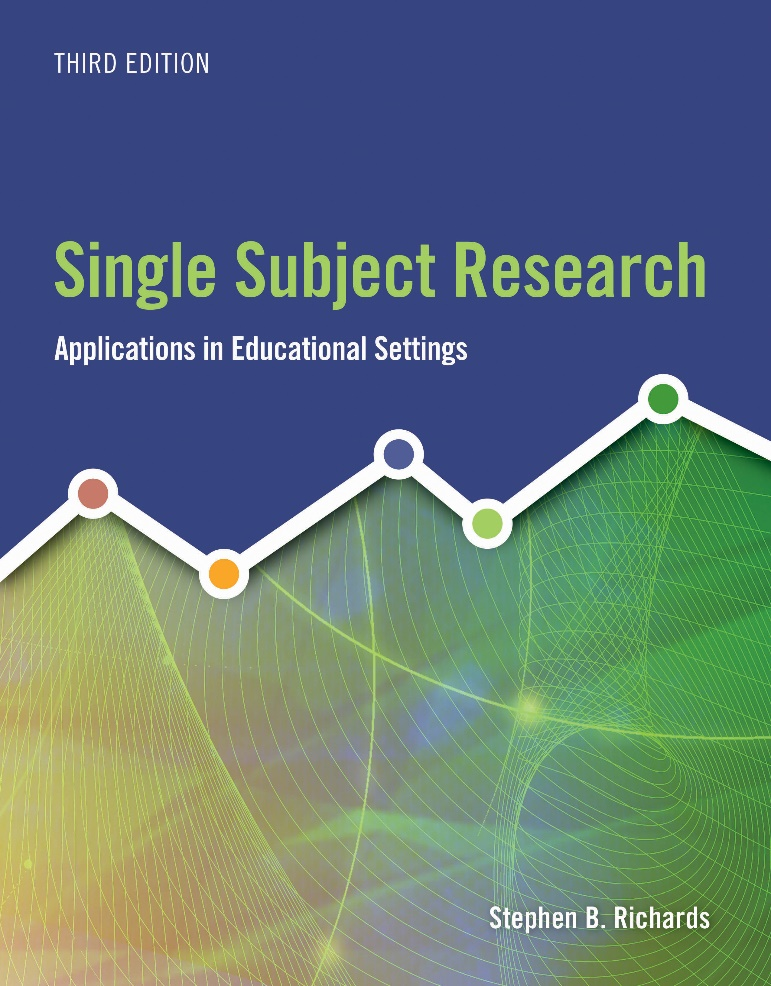 THIRD EDITION
Single Subject Research
Applications in Educational Settings
Stephen B. Richards